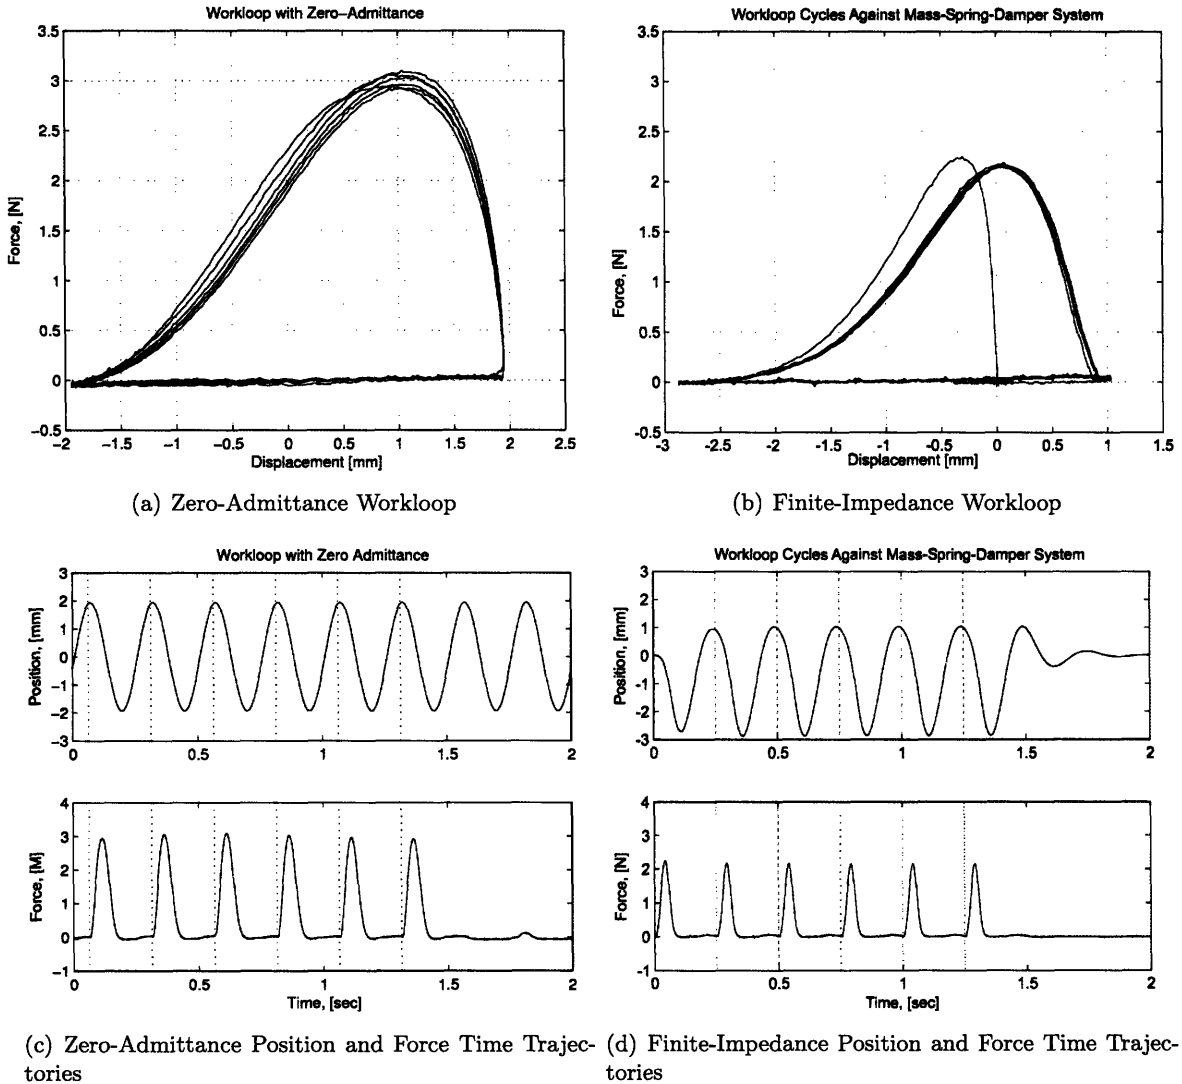 Workloop with Zero–Admittance
3.5
3
2.5
2
1.5
1
0.5
0
–0.5
Force, [N]
–2 –1.5 –1 –0.5 0 0.5 1 1.5 2 2.5
Displacement [mm]
(a) Zero-Admittance Workloop
Workloop Cycles Against Mass-Spring-Damper System
3.5
3
2.5
2
1.5
1
0.5
0
-0.5
Force, [N]
-3 -2.5 -2 -1.5 -1 -0.5 0 0.5 1 1.5
Displacement [mm]
(b) Finite-Impedance Workloop
Workloop with Zero Admittance
3
2
1
0
–1
–2
–3
Position, [mm]
0 0.5 1 1.5 2
4
3
2
1
0
–1
Force, [M]
0 0.5 1 1.5 2
Time, [sec]
(c) Zero-Admittance Position and Force Time Trajec-
tories
Workloop Cycles Against Mass-Spring-Damper System
3
2
1
0
-1
-2
-3
Position, [mm]
0 0.5 1 1.5 2
4
3
2
1
0
-1
Force, [N]
0 0.5 1 1.5 2
Time, [sec]
(d) Finite-Impedance Position and Force Time Trajec-
tories